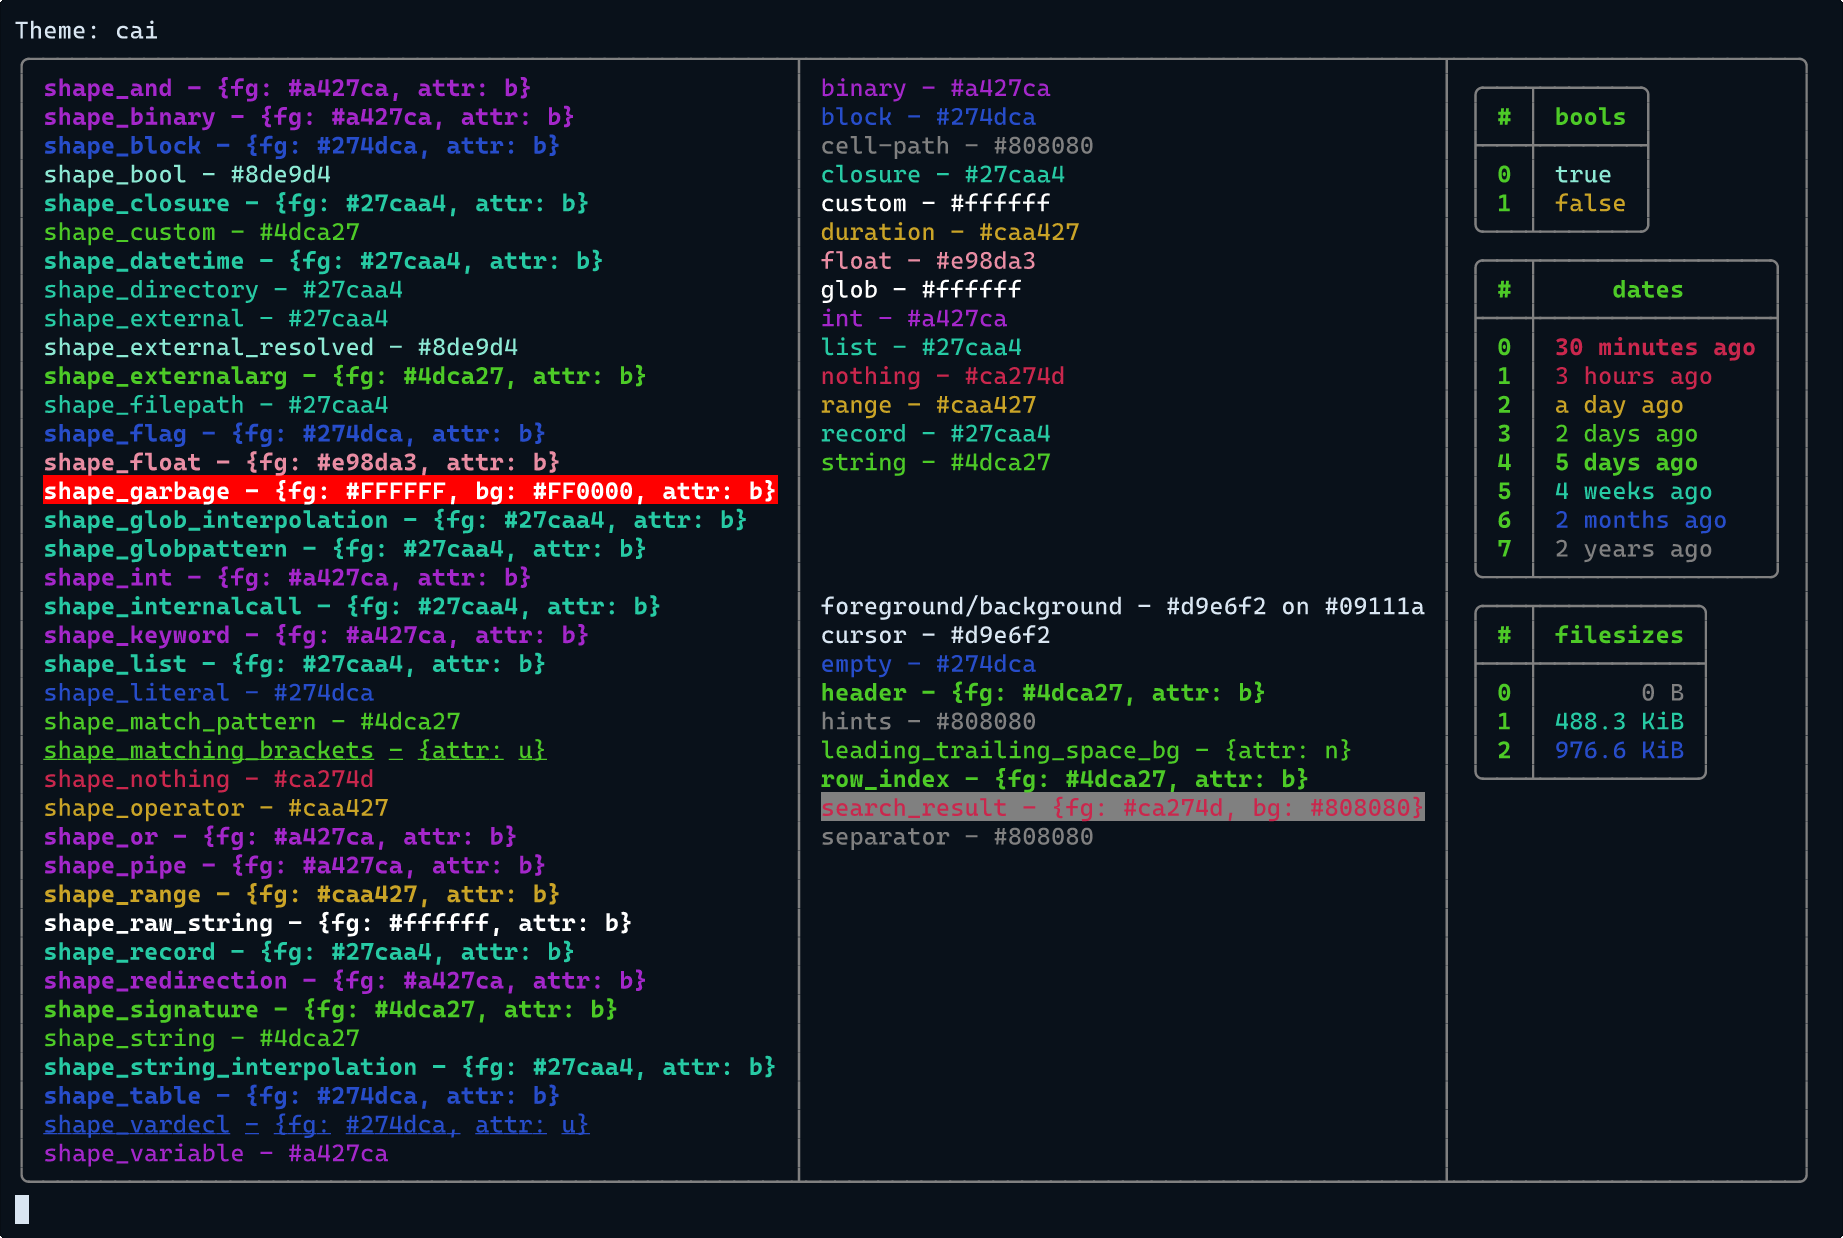 Theme: cai
shape_and - {fg: #a427ca, attr: b}
shape_binary - {fg: #a427ca, attr: b}
shape_block - {fg: #274dca, attr: b}
shape_bool - #8de9d4
shape_closure - {fg: #27caa4, attr: b}
shape_custom - #4dca27
shape_datetime - {fg: #27caa4, attr: b}
shape_directory - #27caa4
shape_external - #27caa4
shape_external_resolved - #8de9d4
shape_externalarg - {fg: #4dca27, attr: b}
shape_filepath - #27caa4
shape_flag - {fg: #274dca, attr: b}
shape_float - {fg: #e98da3, attr: b}
shape_garbage - {fg: #FFFFFF, bg: #FF0000, attr: b}
shape_glob_interpolation - {fg: #27caa4, attr: b}
shape_globpattern - {fg: #27caa4, attr: b}
shape_int - {fg: #a427ca, attr: b}
shape_internalcall - {fg: #27caa4, attr: b}
shape_keyword - {fg: #a427ca, attr: b}
shape_list - {fg: #27caa4, attr: b}
shape_literal - #274dca
shape_match_pattern - #4dca27
shape_matching_brackets - {attr: u}
shape_nothing - #ca274d
shape_operator - #caa427
shape_or - {fg: #a427ca, attr: b}
shape_pipe - {fg: #a427ca, attr: b}
shape_range - {fg: #caa427, attr: b}
shape_raw_string - {fg: #ffffff, attr: b}
shape_record - {fg: #27caa4, attr: b}
shape_redirection - {fg: #a427ca, attr: b}
shape_signature - {fg: #4dca27, attr: b}
shape_string - #4dca27
shape_string_interpolation - {fg: #27caa4, attr: b}
shape_table - {fg: #274dca, attr: b}
shape_vardecl - {fg: #274dca, attr: u}
shape_variable - #a427ca
binary - #a427ca
block - #274dca
cell-path - #808080
closure - #27caa4
custom - #ffffff
duration - #caa427
float - #e98da3
glob - #ffffff
int - #a427ca
list - #27caa4
nothing - #ca274d
range - #caa427
record - #27caa4
string - #4dca27
foreground/background - #d9e6f2 on #09111a
cursor - #d9e6f2
empty - #274dca
header - {fg: #4dca27, attr: b}
hints - #808080
leading_trailing_space_bg - {attr: n}
row_index - {fg: #4dca27, attr: b}
search_result - {fg: #ca274d, bg: #808080}
separator - #808080
# bools
0 true
1 false
# dates
0 30 minutes ago
1 3 hours ago
2 a day ago
3 2 days ago
4 5 days ago
5 4 weeks ago
6 2 months ago
7 2 years ago
# filesizes
0 0 B
1 488.3 KiB
2 976.6 KiB